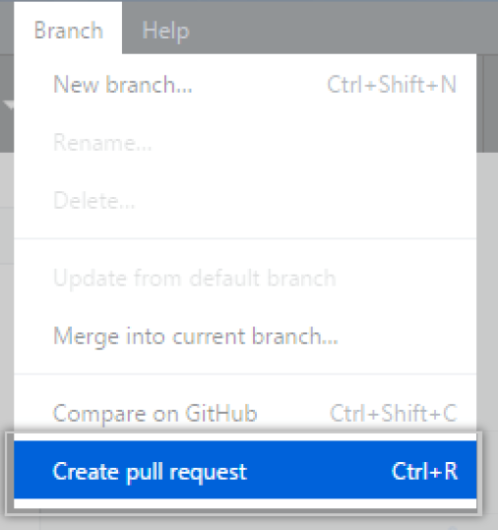 Branch Help
New branch... Ctrl+Shift+N
Rename...
Delete...
Update from default branch
Merge into current branch...
Compare on GitHub Ctrl+Shift+C
Create pull request Ctrl+R